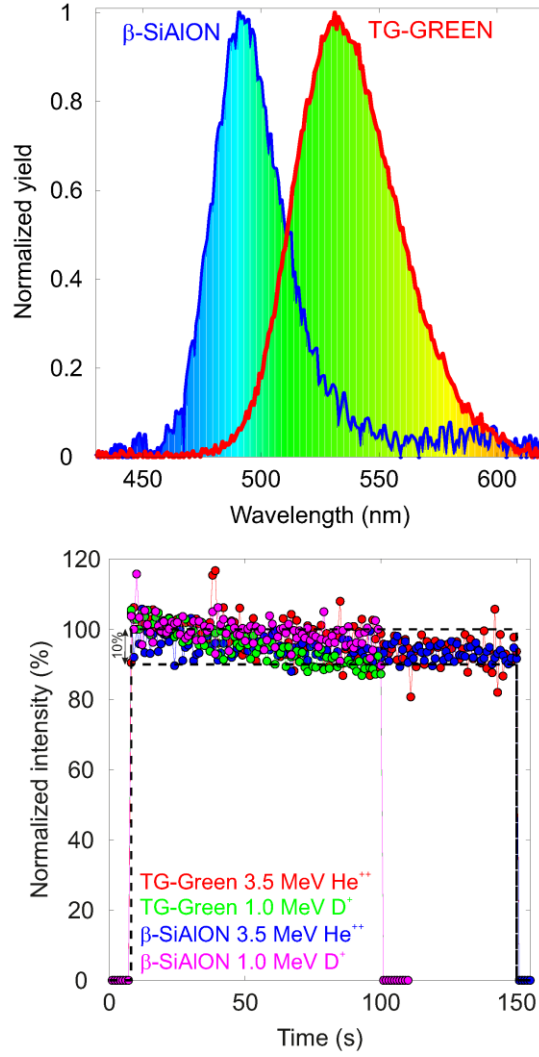 β-SiAlON TG-GREEN
Normalized yield
1
0.8
0.6
0.4
0.2
0
450 500 550 600
Wavelength (nm)
Normalized intensity (%)
120
100
80
60
40
20
0
10%
TG-Green 3.5 MeV He⁺⁺
TG-Green 1.0 MeV D⁺
β-SiAlON 3.5 MeV He⁺⁺
β-SiAlON 1.0 MeV D⁺
0 50 100 150
Time (s)